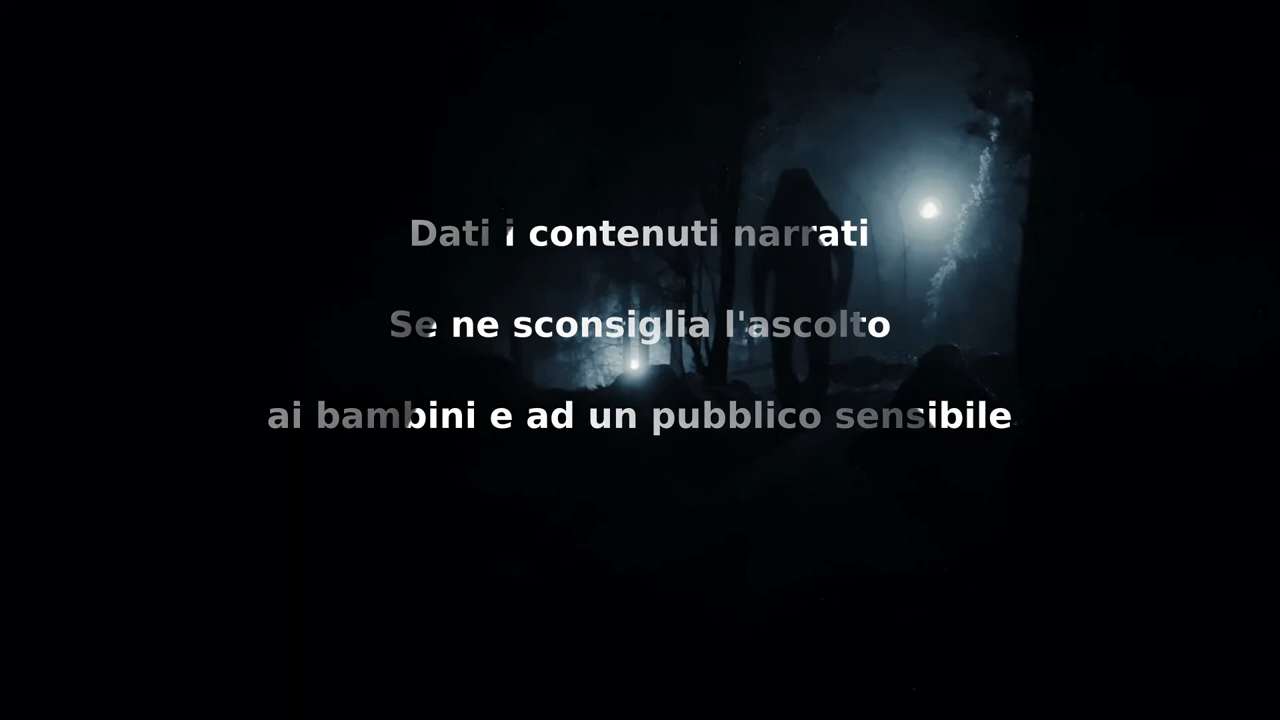 Dati i contenuti narrati
Se ne sconsiglia l'ascolto
ai bambini e ad un pubblico sensibile